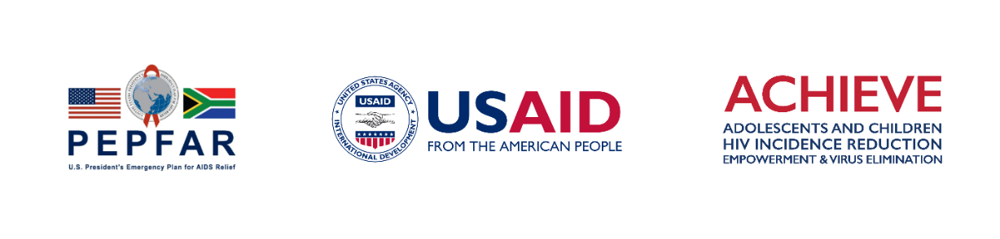 PEPFAR
U.S. President's Emergency Plan for AIDS Relief
UNITED STATES AGENCY
USAID
INTERNATIONAL DEVELOPMENT
USAID
FROM THE AMERICAN PEOPLE
ACHIEVE
ADOLESCENTS AND CHILDREN
HIV INCIDENCE REDUCTION
EMPOWERMENT & VIRUS ELIMINATION